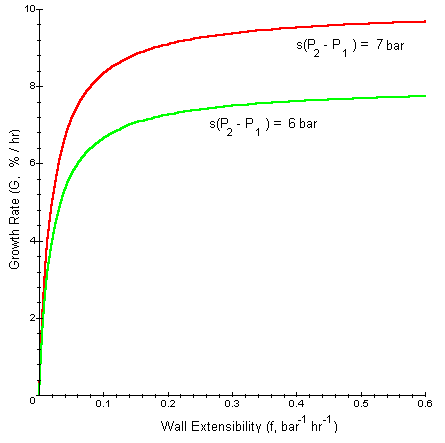 10
8
6
4
2
0
Growth Rate (G, % / hr)
s(P2 - P1 ) = 7 bar
s(P2 - P1 ) = 6 bar
0.1 0.2 0.3 0.4 0.5 0.6
Wall Extensibility (f, bar-1 hr-1)